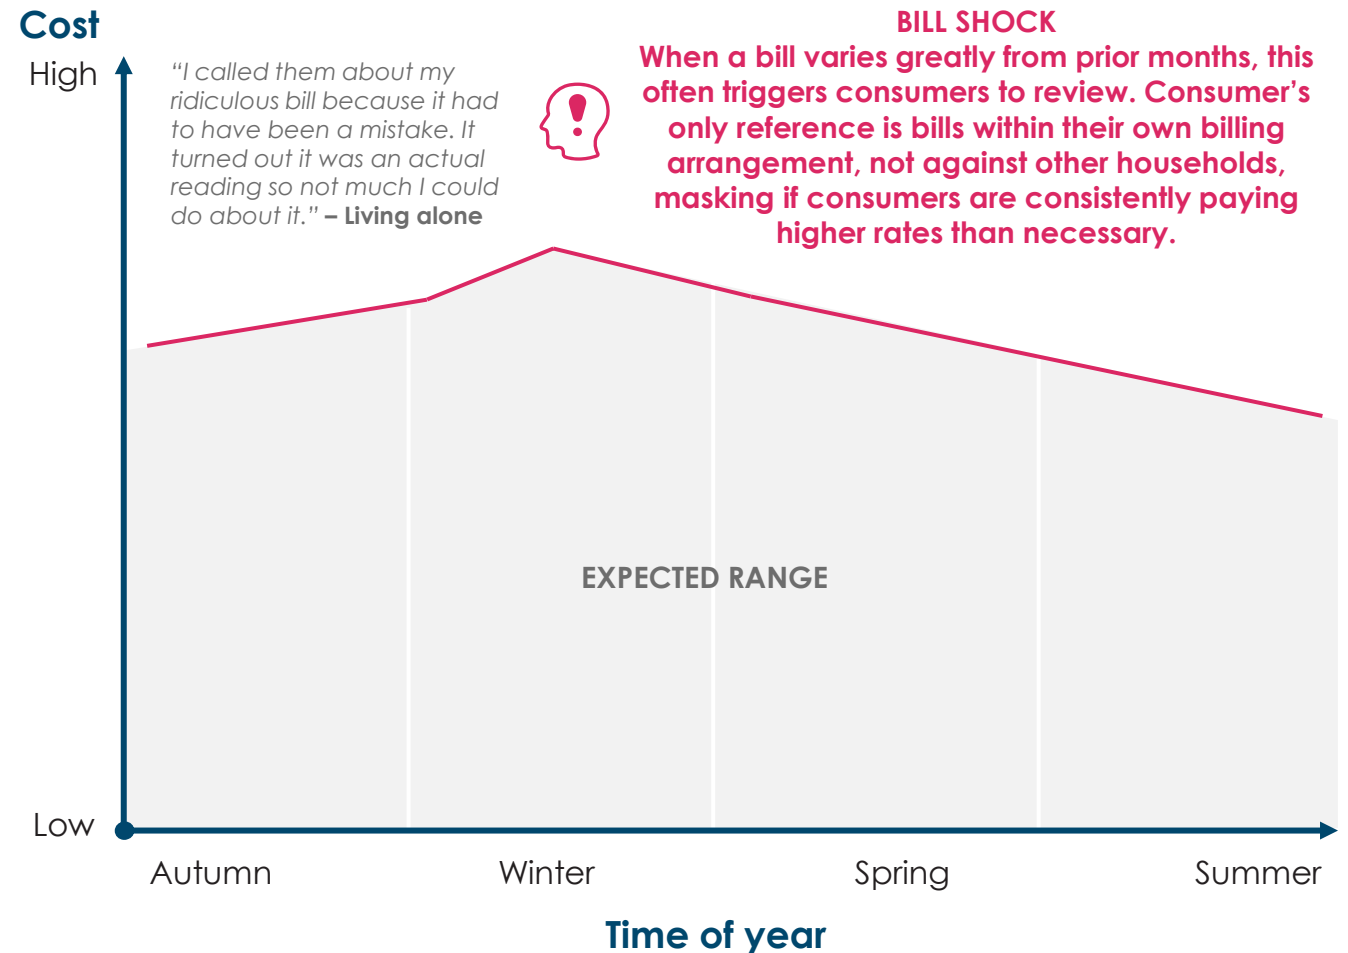 Cost
High
“I called them about my
ridiculous bill because it had
to have been a mistake. It
turned out it was an actual
reading so not much I could
do about it.” – Living alone
BILL SHOCK
When a bill varies greatly from prior months, this
often triggers consumers to review. Consumer’s
only reference is bills within their own billing
arrangement, not against other households,
masking if consumers are consistently paying
higher rates than necessary.
EXPECTED RANGE
Low
Autumn
Winter
Spring
Summer
Time of year